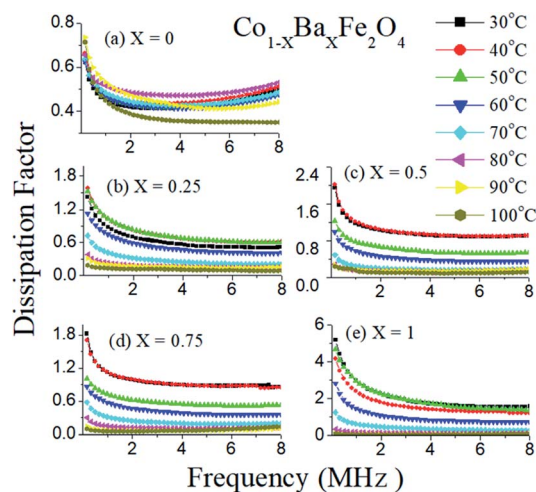 Co1-XBaXFe2O4
(a) X = 0
0.8
0.6
0.4
2 4 6 8
30°C
40°C
50°C
60°C
70°C
80°C
90°C
100°C
Dissipation Factor
(b) X = 0.25
1.8
1.2
0.6
0.0
2 4 6 8
(c) X = 0.5
2.4
1.6
0.8
0.0
2 4 6 8
(d) X = 0.75
1.8
1.2
0.6
0.0
2 4 6 8
(e) X = 1
6
4
2
0
2 4 6 8
Frequency (MHz)